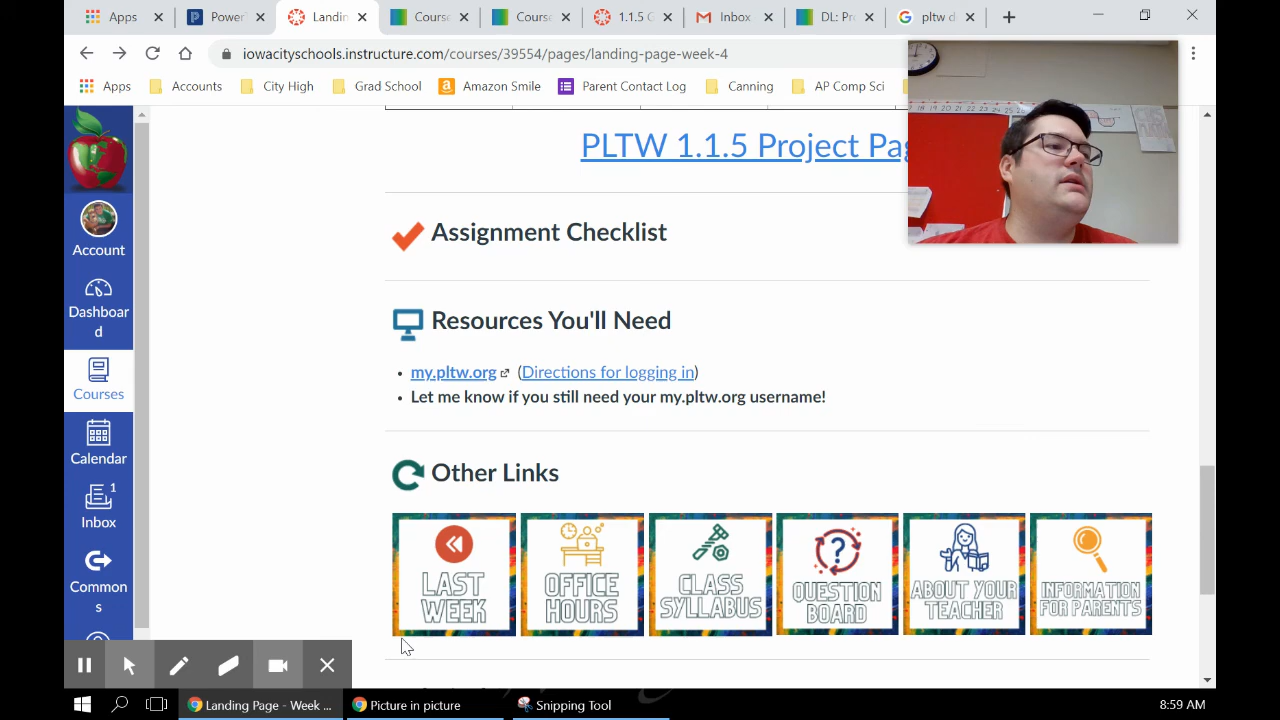 Apps
Power
Landin
Course
Course
1.1.5 G
Inbox
DL: Pro
pltw d
iowacityschools.instructure.com/courses/39554/pages/landing-page-week-4
Apps Accounts City High Grad School Amazon Smile Parent Contact Log Canning AP Comp Sci
PLTW 1.1.5 Project Pag
Assignment Checklist
Account
Dashboar
d
Resources You'll Need
my.pltw.org (Directions for logging in)
Let me know if you still need your my.pltw.org username!
Courses
Calendar
1
Inbox
Common
s
Other Links
LAST
WEEK
OFFICE
HOURS
CLASS
SYLLABUS
QUESTION
BOARD
ABOUT YOUR
TEACHER
INFORMATION
FOR PARENTS
Landing Page - Week ...
Picture in picture
Snipping Tool
8:59 AM